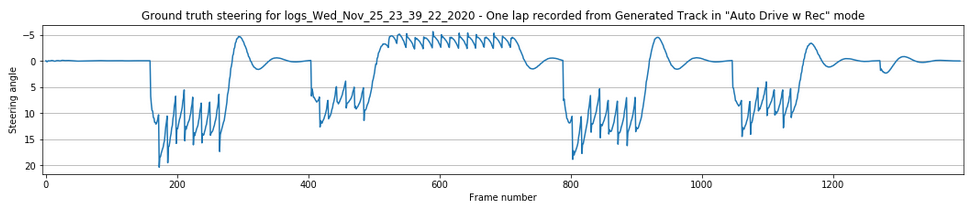 Ground truth steering for logs_Wed_Nov_25_23_39_22_2020 - One lap recorded from Generated Track in "Auto Drive w Rec" mode
Steering angle
−5
0
5
10
15
20
0 200 400 600 800 1000 1200
Frame number